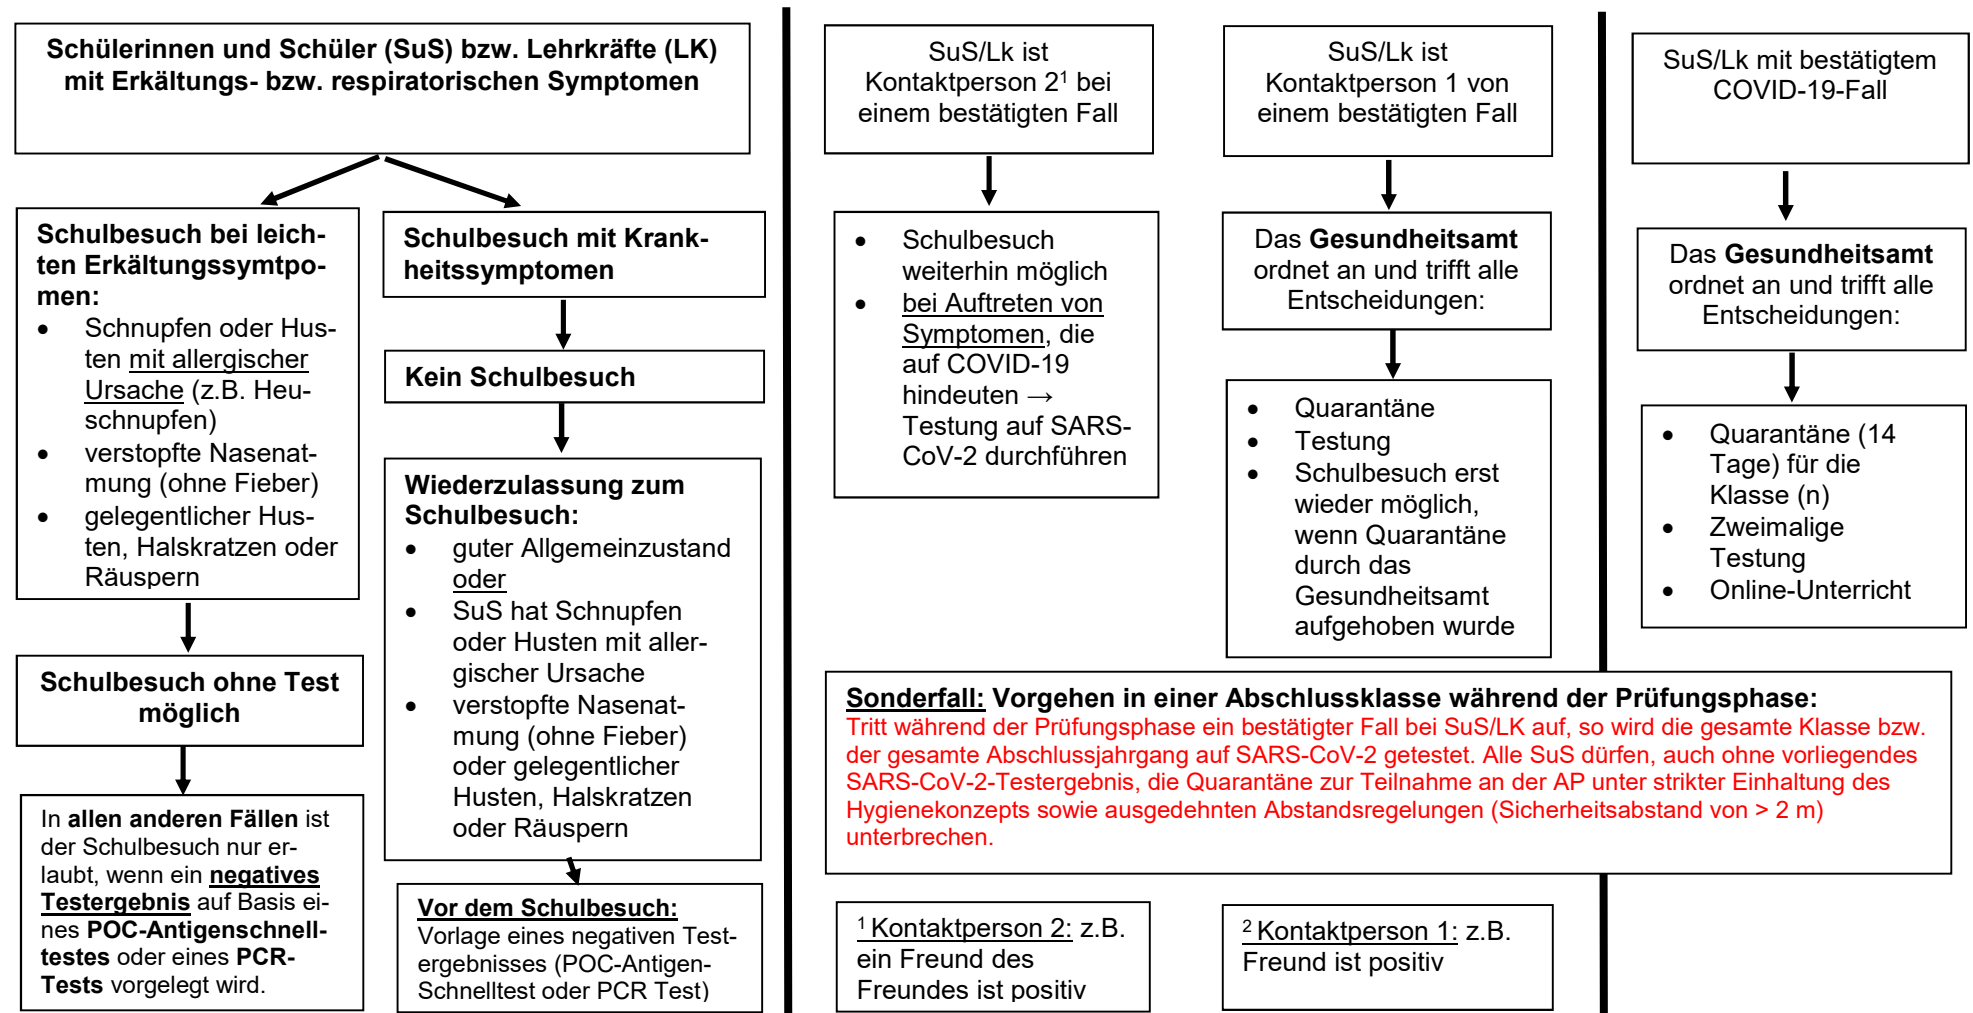 Schülerinnen und Schüler (SuS) bzw. Lehrkräfte (LK)
mit Erkältungs- bzw. respiratorischen Symptomen
Schulbesuch bei leich-
ten Erkältungssymtpo-
men:
• Schnupfen oder Hus-
ten mit allergischer
Ursache (z.B. Heu-
schnupfen)
• verstopfte Nasenat-
mung (ohne Fieber)
• gelegentlicher Hus-
ten, Halskratzen oder
Räuspern
Schulbesuch ohne Test
möglich
In allen anderen Fällen ist
der Schulbesuch nur er-
laubt, wenn ein negatives
Testergebnis auf Basis ei-
nes POC-Antigenschnell-
testes oder eines PCR-
Tests vorgelegt wird.
Schulbesuch mit Krank-
heitssymptomen
Kein Schulbesuch
Wiederzulassung zum
Schulbesuch:
• guter Allgemeinzustand
oder
• SuS hat Schnupfen
oder Husten mit aller-
gischer Ursache
• verstopfte Nasenat-
mung (ohne Fieber)
oder gelegentlicher
Husten, Halskratzen
oder Räuspern
Vor dem Schulbesuch:
Vorlage eines negativen Test-
ergebnisses (POC-Antigen-
Schnelltest oder PCR Test)
SuS/Lk ist
Kontaktperson 2¹ bei
einem bestätigten Fall
• Schulbesuch
weiterhin möglich
• bei Auftreten von
Symptomen, die
auf COVID-19
hindeuten →
Testung auf SARS-
CoV-2 durchführen
SuS/Lk ist
Kontaktperson 1 von
einem bestätigten Fall
Das Gesundheitsamt
ordnet an und trifft alle
Entscheidungen:
• Quarantäne
• Testung
• Schulbesuch erst
wieder möglich,
wenn Quarantäne
durch das
Gesundheitsamt
aufgehoben wurde
SuS/Lk mit bestätigtem
COVID-19-Fall
Das Gesundheitsamt
ordnet an und trifft alle
Entscheidungen:
• Quarantäne (14
Tage) für die
Klasse (n)
• Zweimalige
Testung
• Online-Unterricht
Sonderfall: Vorgehen in einer Abschlussklasse während der Prüfungsphase:
Tritt während der Prüfungsphase ein bestätigter Fall bei SuS/LK auf, so wird die gesamte Klasse bzw.
der gesamte Abschlussjahrgang auf SARS-CoV-2 getestet. Alle SuS dürfen, auch ohne vorliegendes
SARS-CoV-2-Testergebnis, die Quarantäne zur Teilnahme an der AP unter strikter Einhaltung des
Hygienekonzepts sowie ausgedehnten Abstandsregelungen (Sicherheitsabstand von > 2 m)
unterbrechen.
¹ Kontaktperson 2: z.B.
ein Freund des
Freundes ist positiv
² Kontaktperson 1: z.B.
Freund ist positiv